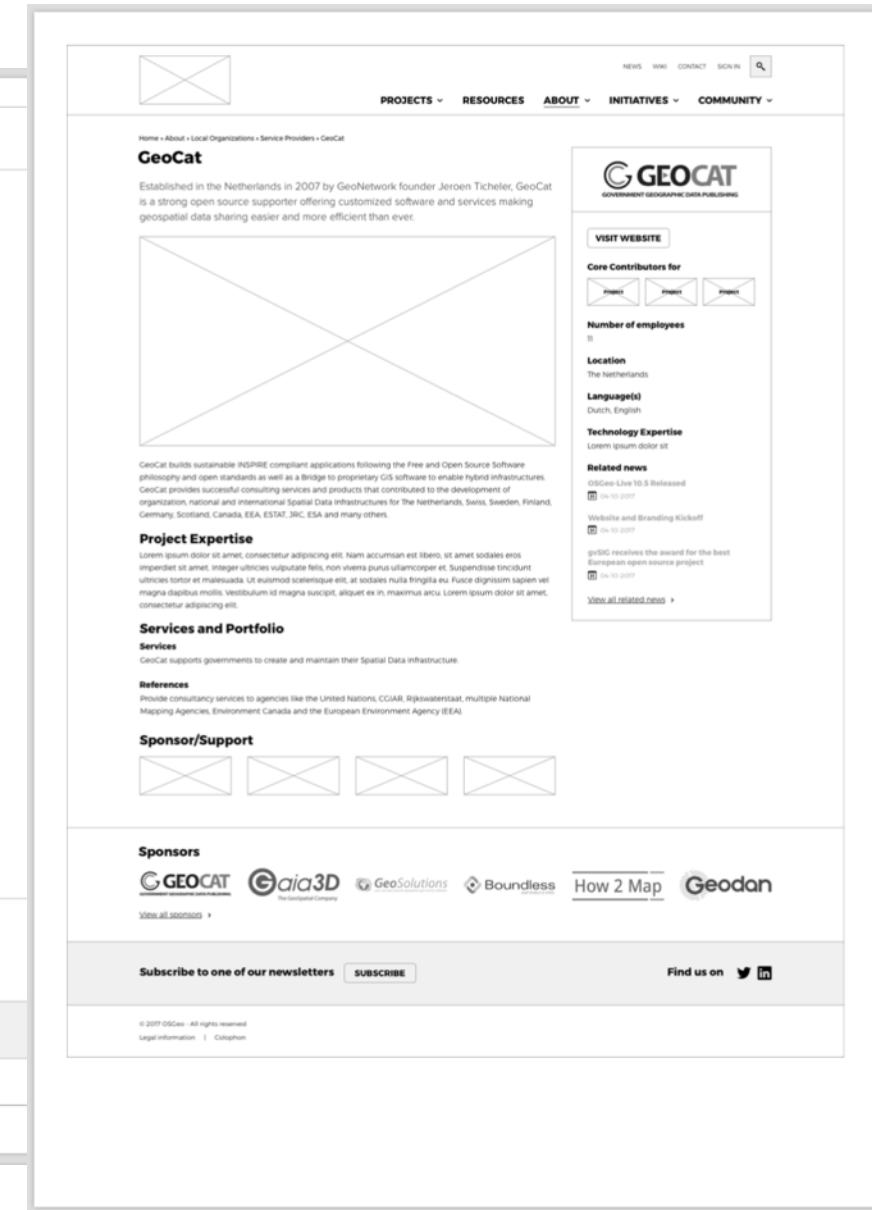 NEWS WIKI CONTACT SIGN IN
PROJECTS RESOURCES ABOUT INITIATIVES COMMUNITY
Home » About » Local Organizations » Service Providers » GeoCat
GeoCat
Established in the Netherlands in 2007 by GeoNetwork founder Jeroen Ticheler, GeoCat
is a strong open source supporter offering customized software and services making
geospatial data sharing easier and more efficient than ever.
GeoCat builds sustainable INSPIRE compliant applications following the Free and Open Source Software
philosophy and open standards as well as a Bridge to proprietary GIS software to enable hybrid infrastructures.
GeoCat provides successful consulting services and products that contributed to the development of
organization, national and international Spatial Data Infrastructures for The Netherlands, Swiss, Sweden, Finland,
Germany, Scotland, Canada, EEA, ESTAT, JRC, ESA and many others.
Project Expertise
Lorem ipsum dolor sit amet, consectetur adipiscing elit. Nam accumsan est libero, sit amet sodales eros
imperdiet sit amet. Integer ultricies vulputate felis, non viverra purus ullamcorper et. Suspendisse tincidunt
ultricies tortor et malesuada. Ut euismod scelerisque elit, at sodales nulla fringilla eu. Fusce dignissim sapien vel
magna dapibus mollis. Vestibulum id magna suscipit, aliquet ex in, maximus arcu. Lorem ipsum dolor sit amet,
consectetur adipiscing elit.
Services and Portfolio
Services
GeoCat supports governments to create and maintain their Spatial Data Infrastructure.
References
Provide consultancy services to agencies like the United Nations, CGIAR, Rijkswaterstaat, multiple National
Mapping Agencies, Environment Canada and the European Environment Agency (EEA).
Sponsor/Support
GEOCAT
GOVERNMENT GEOGRAPHIC DATA PUBLISHING
VISIT WEBSITE
Core Contributors for
Project Project Project
Number of employees
11
Location
The Netherlands
Language(s)
Dutch, English
Technology Expertise
Lorem ipsum dolor sit
Related news
OSGeo-Live 10.5 Released
04-10-2017
Website and Branding Kickoff
04-10-2017
gvSIG receives the award for the best
European open source project
04-10-2017
View all related news
Sponsors
GEOCAT Gaia3D GeoSolutions Boundless How 2 Map Geodan
GOVERNMENT GEOGRAPHIC DATA PUBLISHING The GeoSpatial Company
View all sponsors
Subscribe to one of our newsletters SUBSCRIBE Find us on
© 2017 OSGeo - All rights reserved
Legal information | Colophon